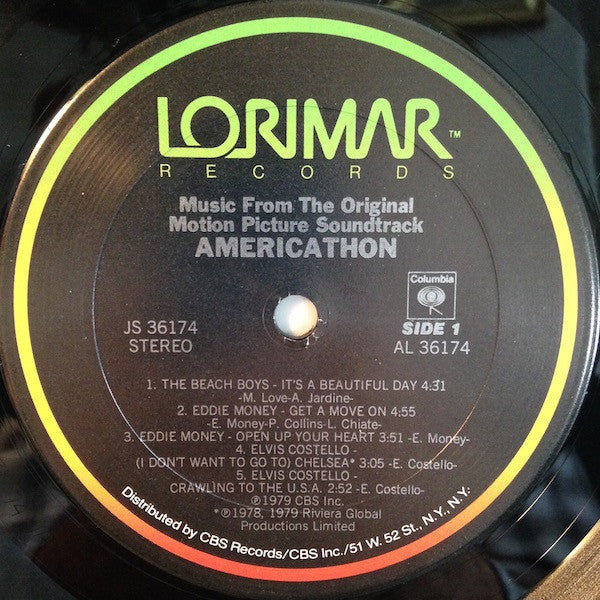 LORIMAR™
RECORDS
Music From The Original
Motion Picture Soundtrack
AMERICATHON
Columbia
JS 36174
STEREO
SIDE 1
AL 36174
1. THE BEACH BOYS - IT'S A BEAUTIFUL DAY 4:31
-M. Love-A. Jardine-
2. EDDIE MONEY - GET A MOVE ON 4:55
-E. Money-P. Collins-L. Chiate-
3. EDDIE MONEY - OPEN UP YOUR HEART 3:51 -E. Money-
4. ELVIS COSTELLO -
(I DON'T WANT TO GO TO) CHELSEA* 3:05 -E. Costello-
5. ELVIS COSTELLO -
CRAWLING TO THE U.S.A. 2:52 -E. Costello-
℗1979 CBS Inc.
*℗1978, 1979 Riviera Global
Productions Limited
Distributed by CBS Records/CBS Inc./51 W. 52 St., N.Y., N.Y.